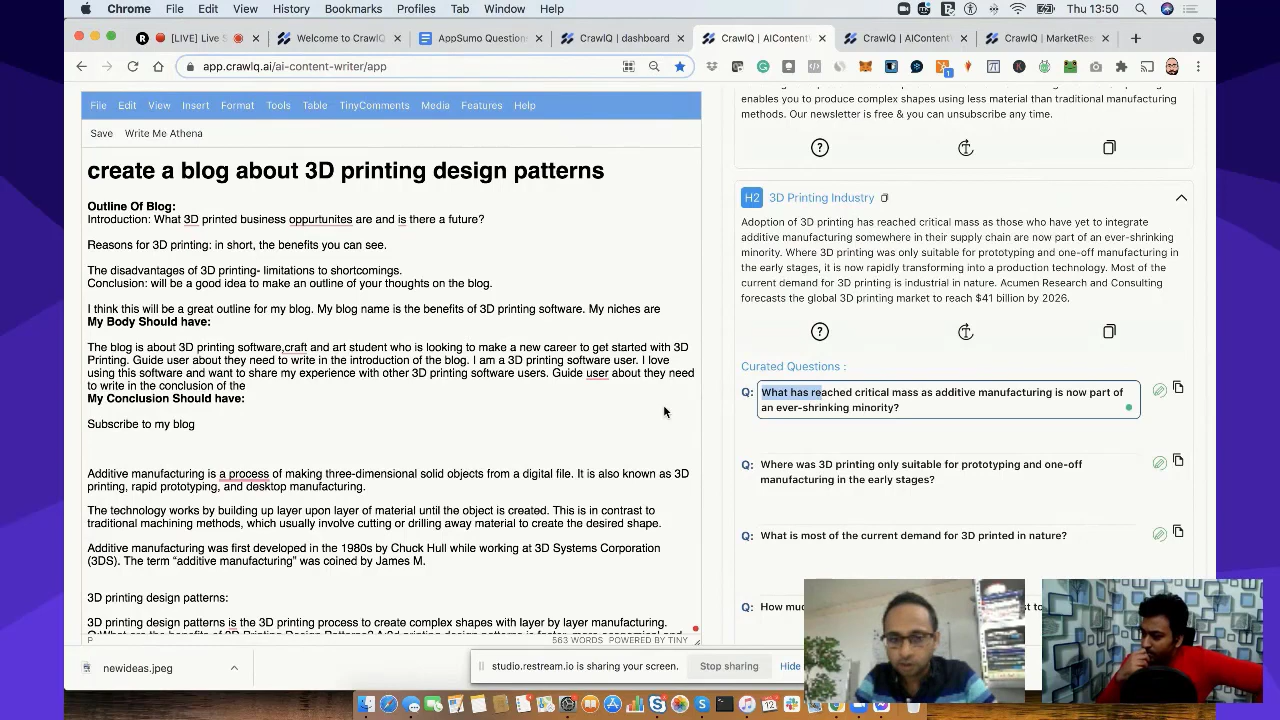 Chrome File Edit View History Bookmarks Profiles Tab Window Help Thu 13:50
[LIVE] Live S
Welcome to CrawlQ
AppSumo Question
CrawlQ | dashboard
CrawlQ | AIContent
CrawlQ | AIContent
CrawlQ | MarketRes
app.crawlq.ai/ai-content-writer/app
1
File Edit View Insert Format Tools Table TinyComments Media Features Help
Save Write Me Athena
create a blog about 3D printing design patterns
Outline Of Blog:
Introduction: What 3D printed business oppurtunites are and is there a future?
Reasons for 3D printing: in short, the benefits you can see.
The disadvantages of 3D printing- limitations to shortcomings.
Conclusion: will be a good idea to make an outline of your thoughts on the blog.
I think this will be a great outline for my blog. My blog name is the benefits of 3D printing software. My niches are
My Body Should have:
The blog is about 3D printing software,craft and art student who is looking to make a new career to get started with 3D
Printing. Guide user about they need to write in the introduction of the blog. I am a 3D printing software user. I love
using this software and want to share my experience with other 3D printing software users. Guide user about they need
to write in the conclusion of the
My Conclusion Should have:
Subscribe to my blog
Additive manufacturing is a process of making three-dimensional solid objects from a digital file. It is also known as 3D
printing, rapid prototyping, and desktop manufacturing.
The technology works by building up layer upon layer of material until the object is created. This is in contrast to
traditional machining methods, which usually involve cutting or drilling away material to create the desired shape.
Additive manufacturing was first developed in the 1980s by Chuck Hull while working at 3D Systems Corporation
(3DS). The term “additive manufacturing” was coined by James M.
3D printing design patterns:
3D printing design patterns is the 3D printing process to create complex shapes with layer by layer manufacturing.
P 563 WORDS POWERED BY TINY
enables you to produce complex shapes using less material than traditional manufacturing
methods. Our newsletter is free & you can unsubscribe any time.
H2 3D Printing Industry
Adoption of 3D printing has reached critical mass as those who have yet to integrate
additive manufacturing somewhere in their supply chain are now part of an ever-shrinking
minority. Where 3D printing was only suitable for prototyping and one-off manufacturing in
the early stages, it is now rapidly transforming into a production technology. Most of the
current demand for 3D printing is industrial in nature. Acumen Research and Consulting
forecasts the global 3D printing market to reach $41 billion by 2026.
Curated Questions :
Q: What has reached critical mass as additive manufacturing is now part of
an ever-shrinking minority?
Q: Where was 3D printing only suitable for prototyping and one-off
manufacturing in the early stages?
Q: What is most of the current demand for 3D printed in nature?
Q: How muc
newideas.jpeg
studio.restream.io is sharing your screen. Stop sharing Hide